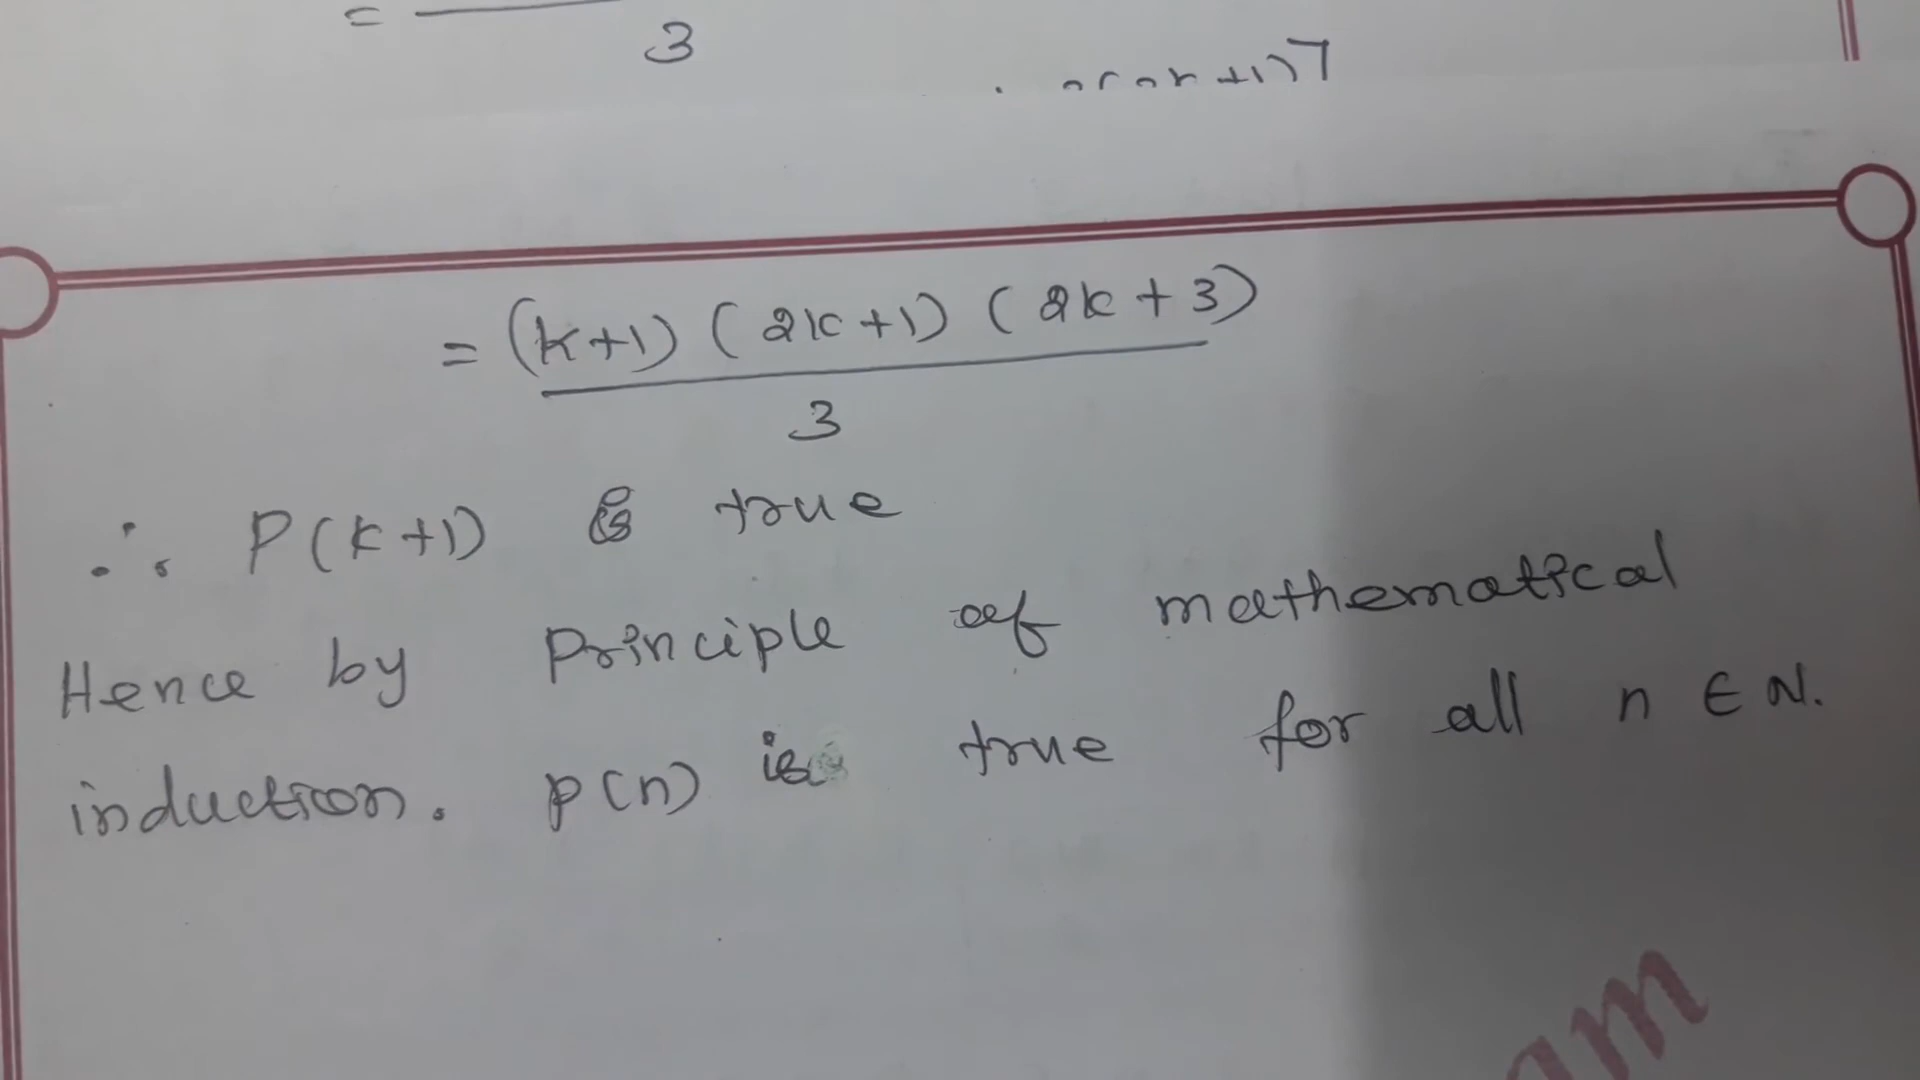 = 3
= (k+1) (2k+1) (2k+3)
3
∴ P(k+1) is true
Hence by Principle of mathematical
induction. p(n) is true for all n ∈ N.